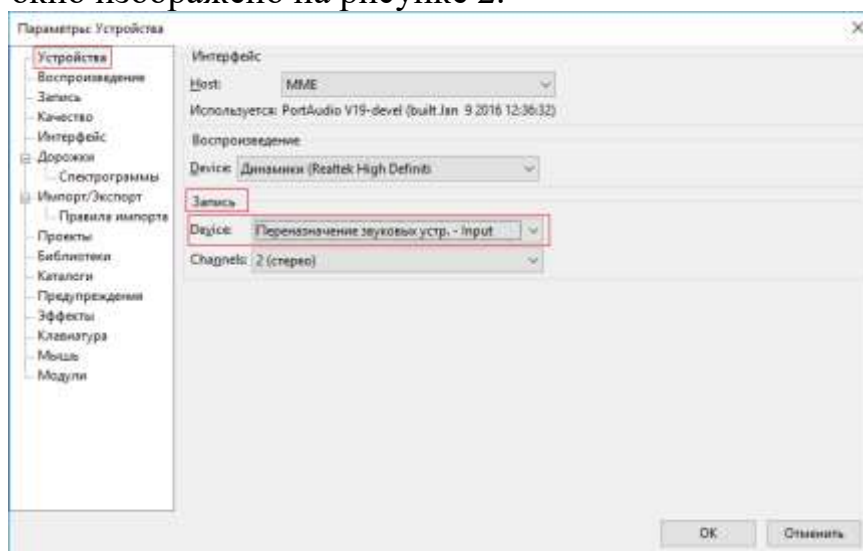 окно изображено на рисунке 2.
Параметры: Устройства
Устройства
Воспроизведение
Запись
Качество
Интерфейс
Дорожки
Спектрограммы
Импорт/Экспорт
Правила импорта
Проекты
Библиотеки
Каталоги
Предупреждения
Эффекты
Клавиатура
Мышь
Модули
Интерфейс
Host: MME
Используется: PortAudio V19-devel (built Jan 9 2016 12:36:32)
Воспроизведение
Device: Динамики (Realtek High Definiti
Запись
Device: Переназначение звуковых устр. - Input
Channels: 2 (стерео)
OK Отменить